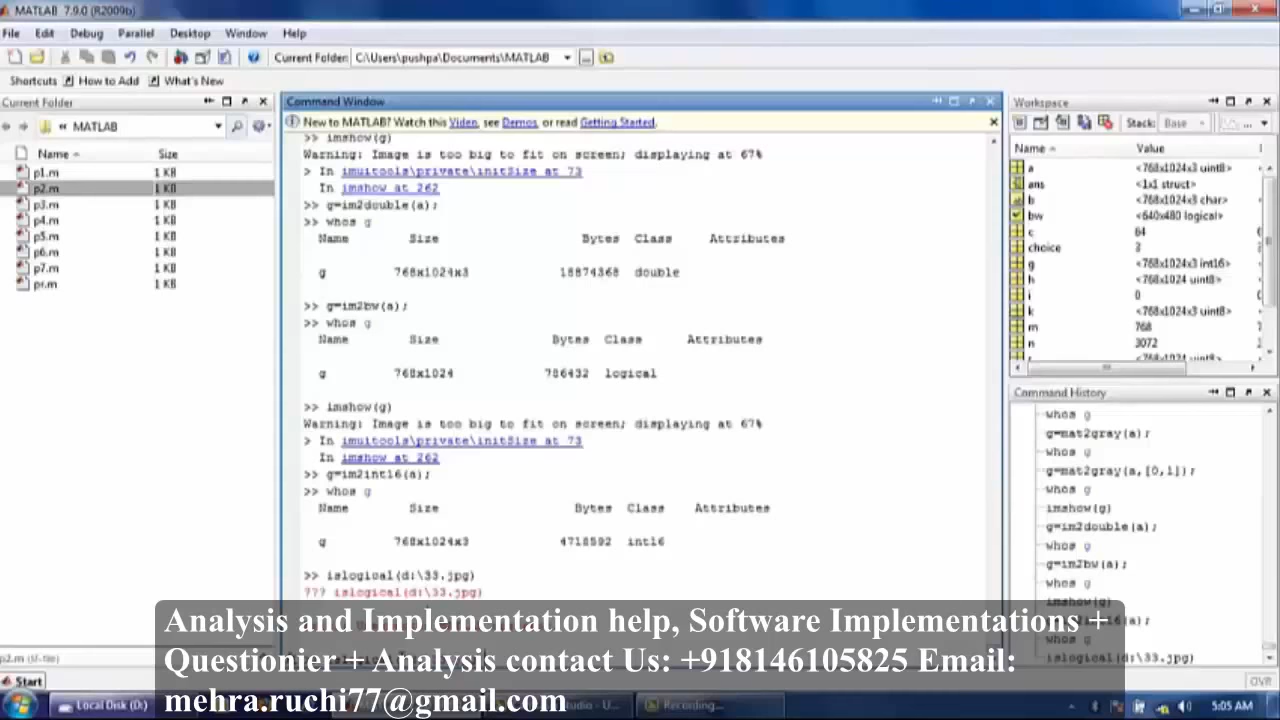 MATLAB 7.9.0 (R2009b)
File Edit Debug Parallel Desktop Window Help
Current Folder: C:\Users\pushpa\Documents\MATLAB
Shortcuts How to Add What's New
Current Folder
« MATLAB
Name Size
p1.m 1 KB
p2.m 1 KB
p3.m 1 KB
p4.m 1 KB
p5.m 1 KB
p6.m 1 KB
p7.m 1 KB
pr.m 1 KB
p2.m (M-file)
Start
Command Window
New to MATLAB? Watch this Video, see Demos, or read Getting Started.
>> imshow(g)
Warning: Image is too big to fit on screen; displaying at 67%
> In imuitools\private\initSize at 73
In imshow at 262
>> g=im2double(a);
>> whos g
Name Size Bytes Class Attributes
g 768x1024x3 18874368 double
>> g=im2bw(a);
>> whos g
Name Size Bytes Class Attributes
g 768x1024 786432 logical
>> imshow(g)
Warning: Image is too big to fit on screen; displaying at 67%
> In imuitools\private\initSize at 73
In imshow at 262
>> g=im2int16(a);
>> whos g
Name Size Bytes Class Attributes
g 768x1024x3 4718592 int16
>> islogical(d:\33.jpg)
??? islogical(d:\33.jpg)
Workspace
Stack: Base
Name Value
a <768x1024x3 uint8>
ans <1x1 struct>
b <768x1024x3 char>
bw <640x480 logical>
c 64
choice 2
g <768x1024x3 int16>
h <768x1024 uint8>
i 0
k <768x1024x3 uint8>
m 768
n 3072
<768x1024 uint8>
Command History
whos g
g=mat2gray(a);
whos g
g=mat2gray(a,[0,1]);
whos g
imshow(g)
g=im2double(a);
whos g
g=im2bw(a);
whos g
imshow(g)
g=im2int16(a);
whos g
islogical(d:\33.jpg)
OVR
Analysis and Implementation help, Software Implementations +
Questionier + Analysis contact Us: +918146105825 Email:
mehra.ruchi77@gmail.com
Local Disk (D:)
Recording...
5:05 AM